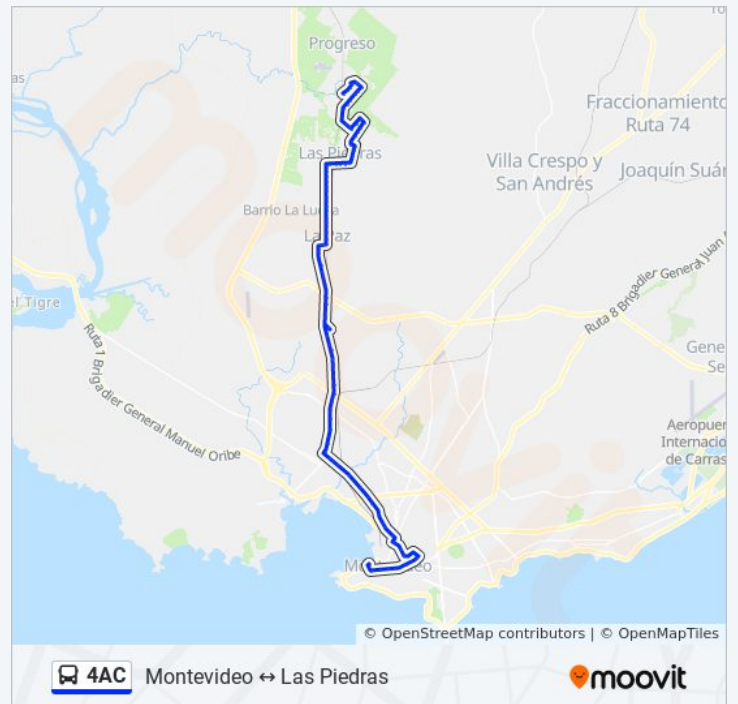 Progreso
Fraccionamiento
Ruta 74
Las Piedras
Villa Crespo y
San Andrés
Joaquín Suár
Barrio La Lucha
La Paz
el Tigre
Ruta 8 Brigadier General Juan
Ruta 1 Brigadier General Manuel Oribe
Gene
Se
Aeropuer
Internacio
de Carras
Montevideo
© OpenStreetMap contributors | © OpenMapTiles
4AC Montevideo ↔ Las Piedras
moovit